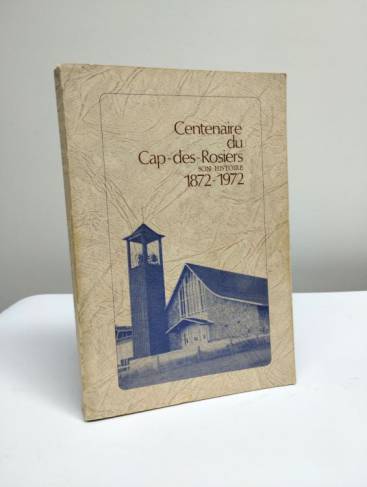 Centenaire
du
Cap-des-Rosiers
SON HISTOIRE
1872-1972